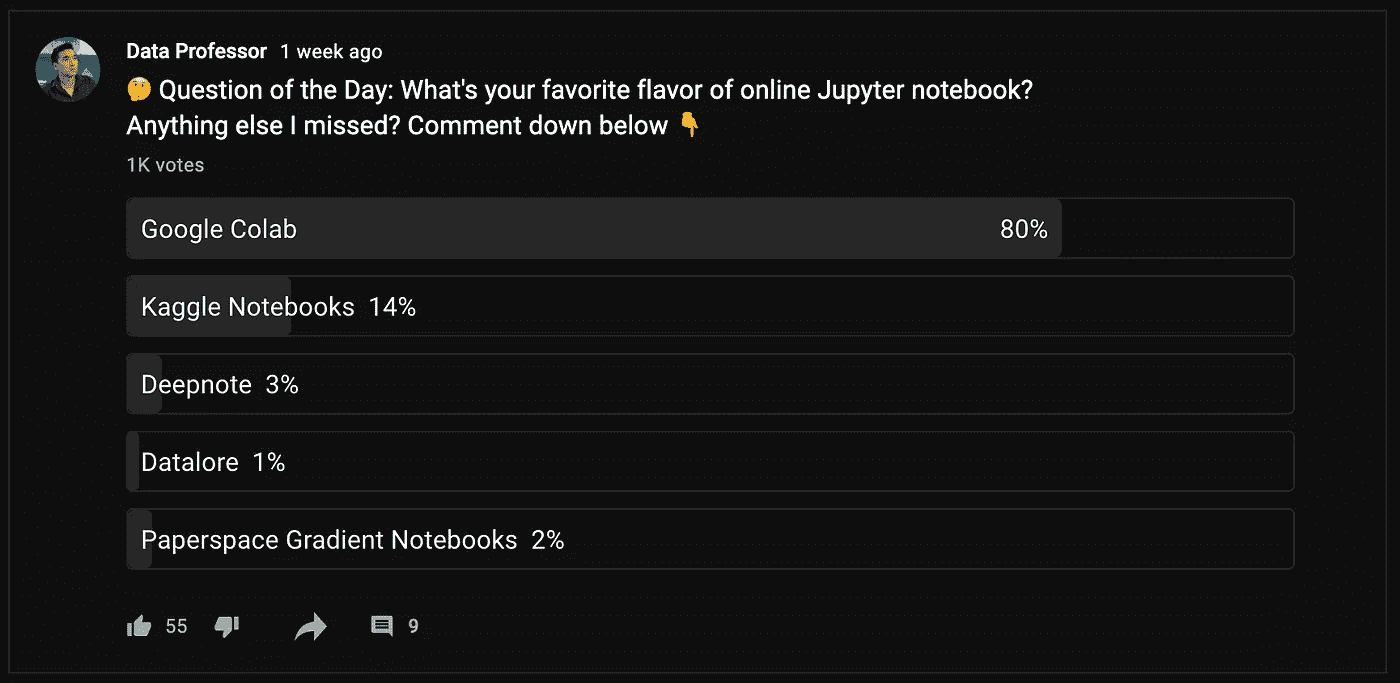 Data Professor 1 week ago
🤔 Question of the Day: What's your favorite flavor of online Jupyter notebook?
Anything else I missed? Comment down below 👇
1K votes
Google Colab 80%
Kaggle Notebooks 14%
Deepnote 3%
Datalore 1%
Paperspace Gradient Notebooks 2%
55 9